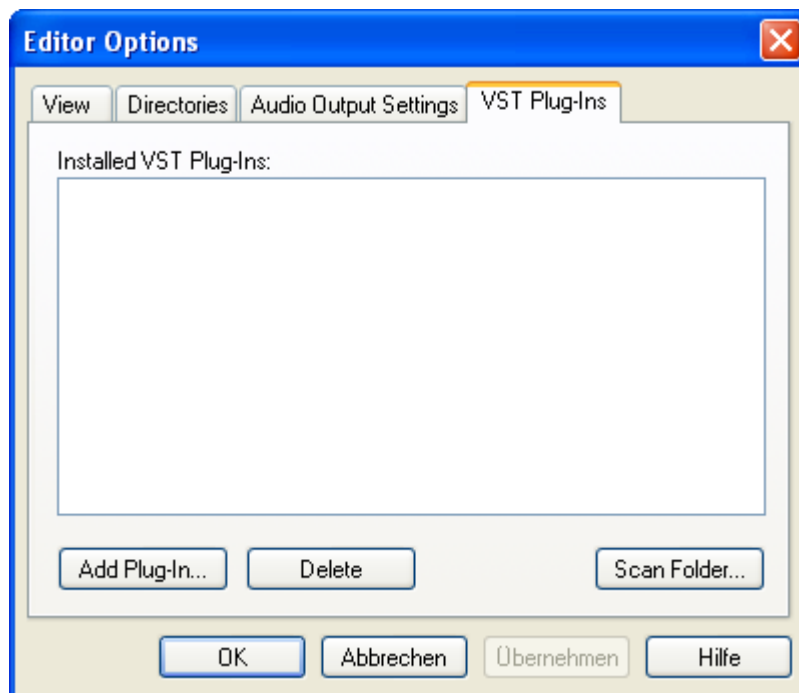 Editor Options
View Directories Audio Output Settings VST Plug-Ins
Installed VST Plug-Ins:
Add Plug-In... Delete Scan Folder...
OK Abbrechen Übernehmen Hilfe